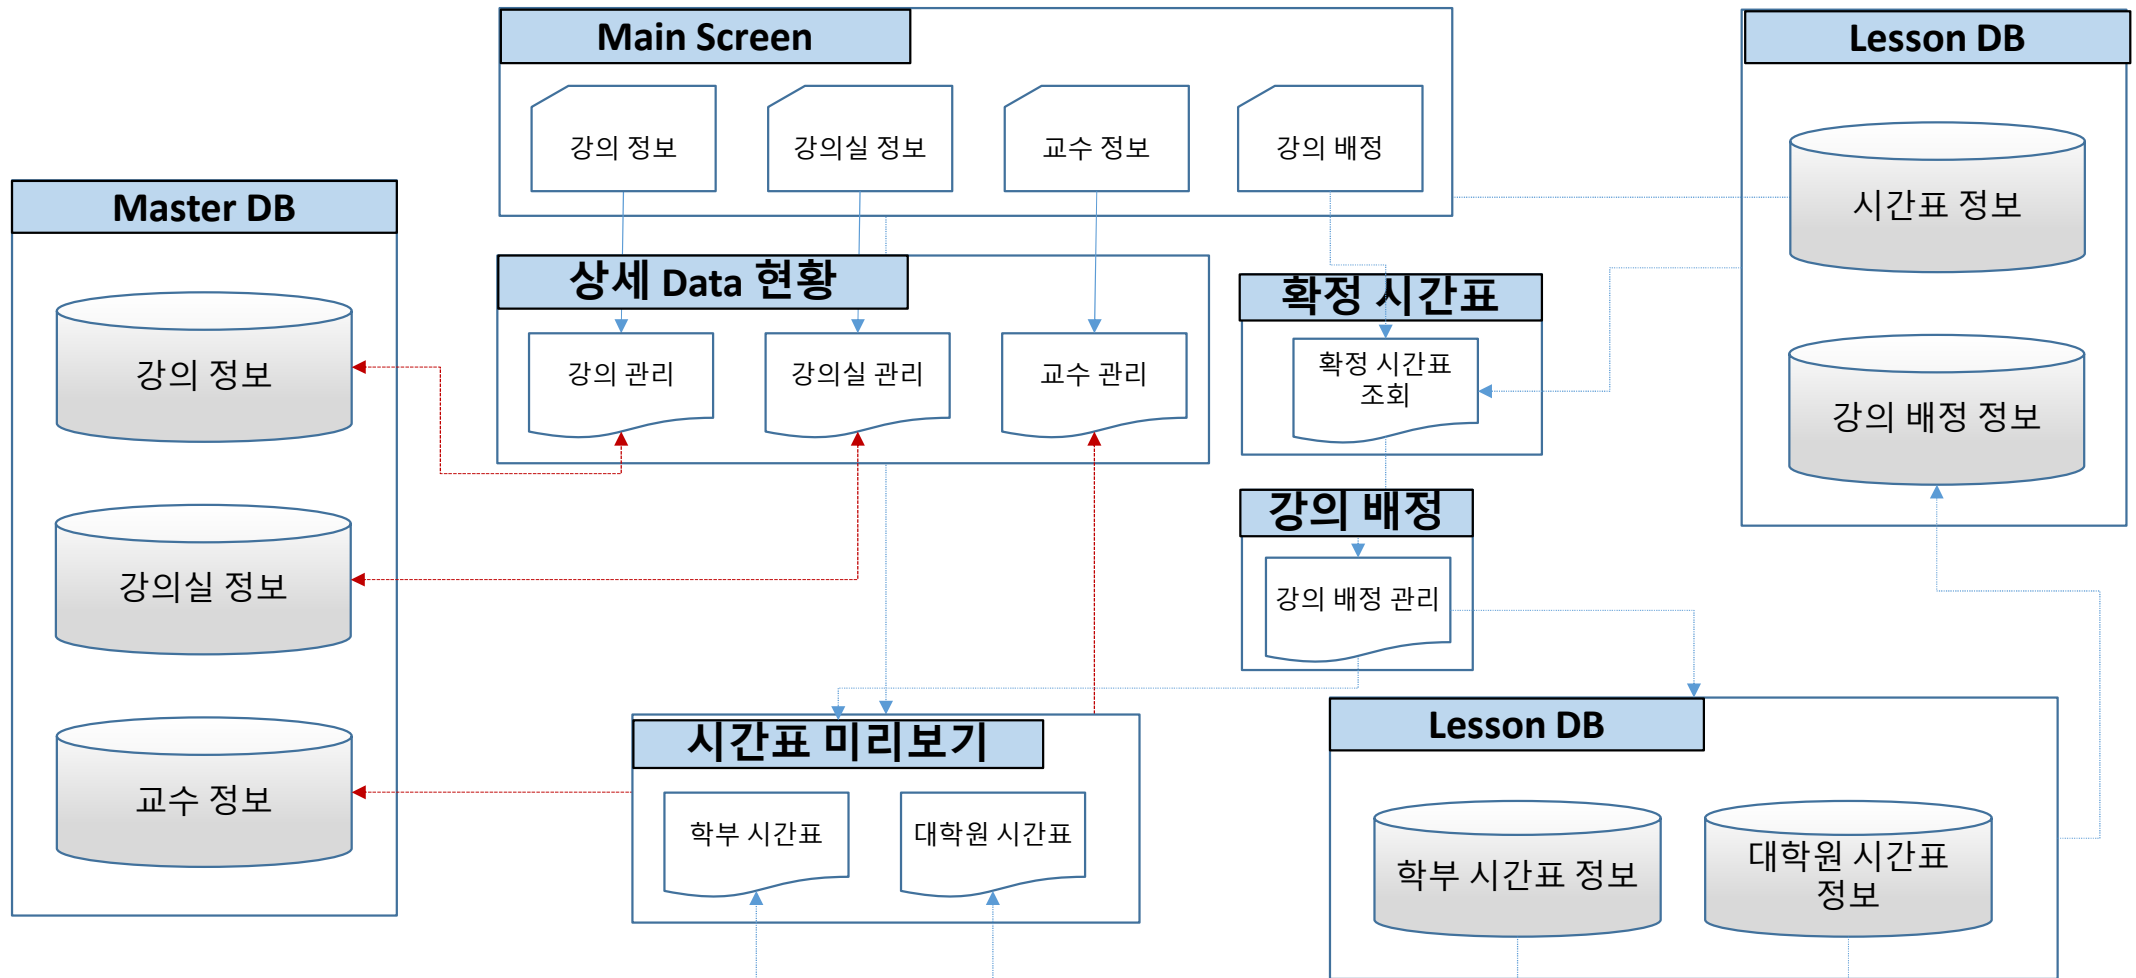 Main Screen
강의 정보
강의실 정보
교수 정보
강의 배정
Lesson DB
시간표 정보
강의 배정 정보
Master DB
강의 정보
강의실 정보
교수 정보
상세 Data 현황
강의 관리
강의실 관리
교수 관리
확정 시간표
확정 시간표
조회
강의 배정
강의 배정 관리
시간표 미리보기
학부 시간표
대학원 시간표
Lesson DB
학부 시간표 정보
대학원 시간표
정보